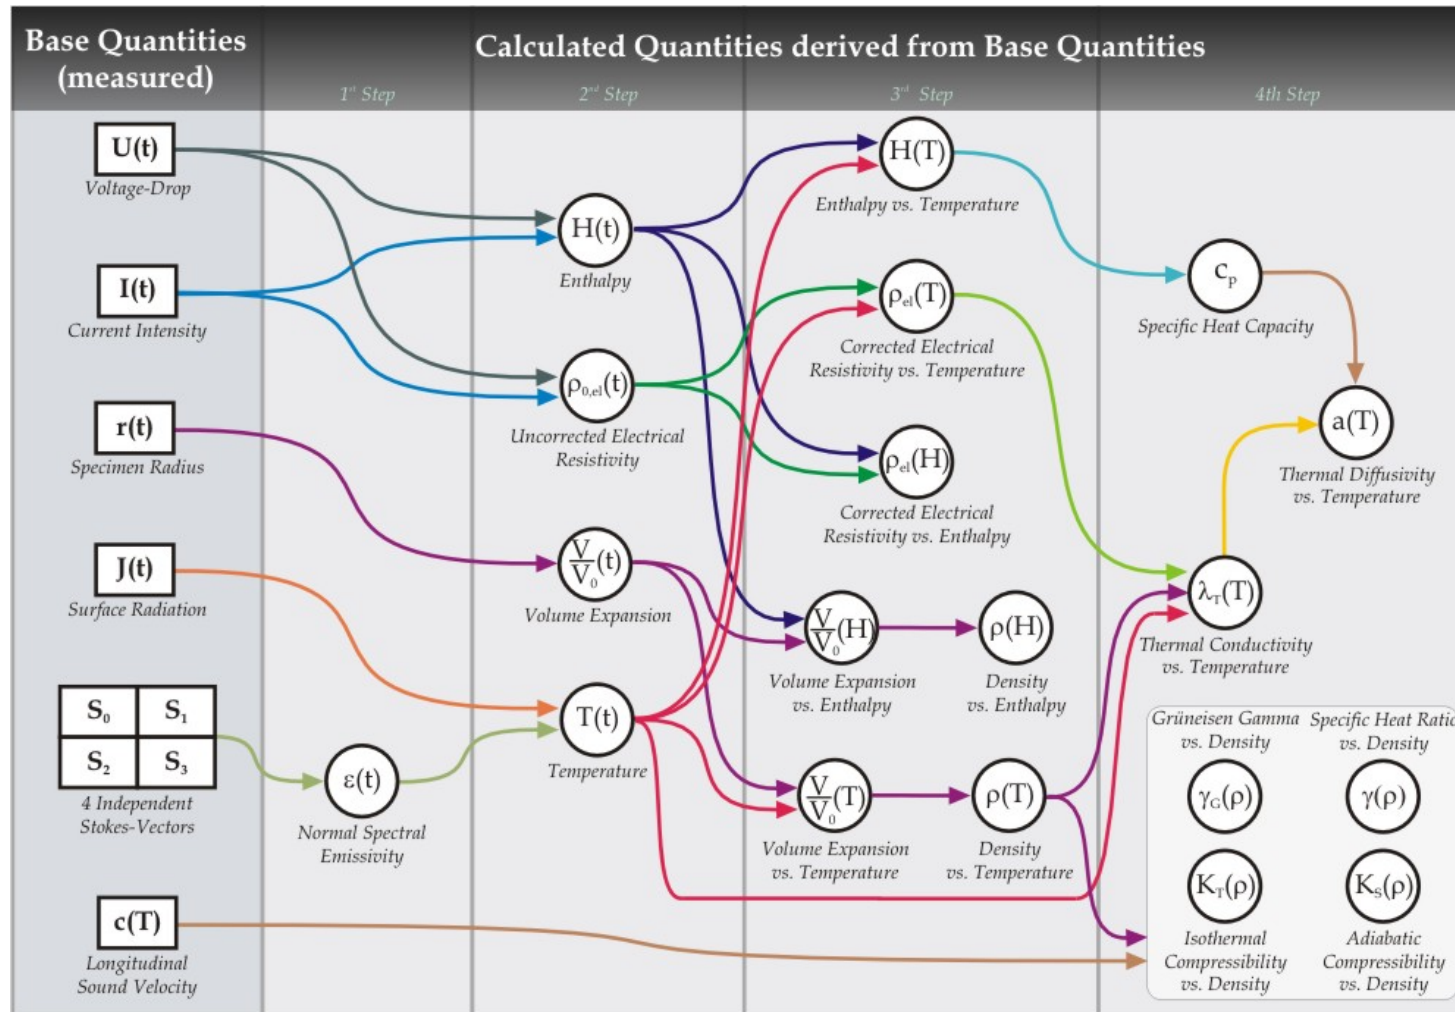 Base Quantities
(measured)
Calculated Quantities derived from Base Quantities
1st Step
2nd Step
3rd Step
4th Step
U(t)
Voltage-Drop
I(t)
Current Intensity
r(t)
Specimen Radius
J(t)
Surface Radiation
S₀ S₁
S₂ S₃
4 Independent
Stokes-Vectors
c(T)
Longitudinal
Sound Velocity
ε(t)
Normal Spectral
Emissivity
H(t)
Enthalpy
ρ₀,ₑₗ(t)
Uncorrected Electrical
Resistivity
V/V₀(t)
Volume Expansion
T(t)
Temperature
H(T)
Enthalpy vs. Temperature
ρₑₗ(T)
Corrected Electrical
Resistivity vs. Temperature
ρₑₗ(H)
Corrected Electrical
Resistivity vs. Enthalpy
V/V₀(H)
Volume Expansion
vs. Enthalpy
ρ(H)
Density
vs. Enthalpy
V/V₀(T)
Volume Expansion
vs. Temperature
ρ(T)
Density
vs. Temperature
cₚ
Specific Heat Capacity
a(T)
Thermal Diffusivity
vs. Temperature
λ_T(T)
Thermal Conductivity
vs. Temperature
Grüneisen Gamma
vs. Density
γ_G(ρ)
Specific Heat Ratio
vs. Density
γ(ρ)
K_T(ρ)
Isothermal
Compressibility
vs. Density
K_S(ρ)
Adiabatic
Compressibility
vs. Density